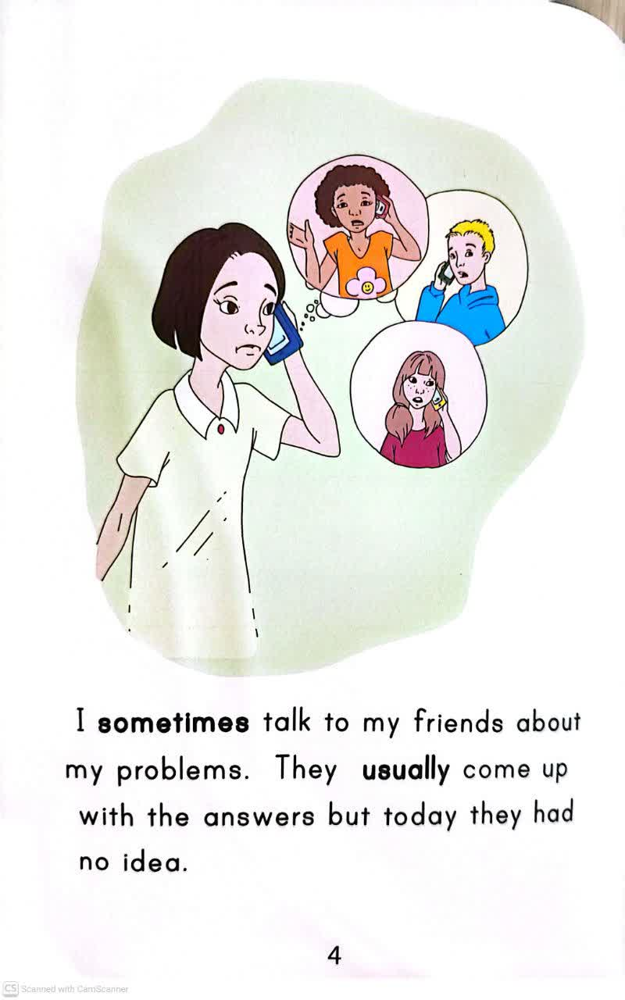 I sometimes talk to my friends about
my problems. They usually come up
with the answers but today they had
no idea.
4
CS Scanned with CamScanner